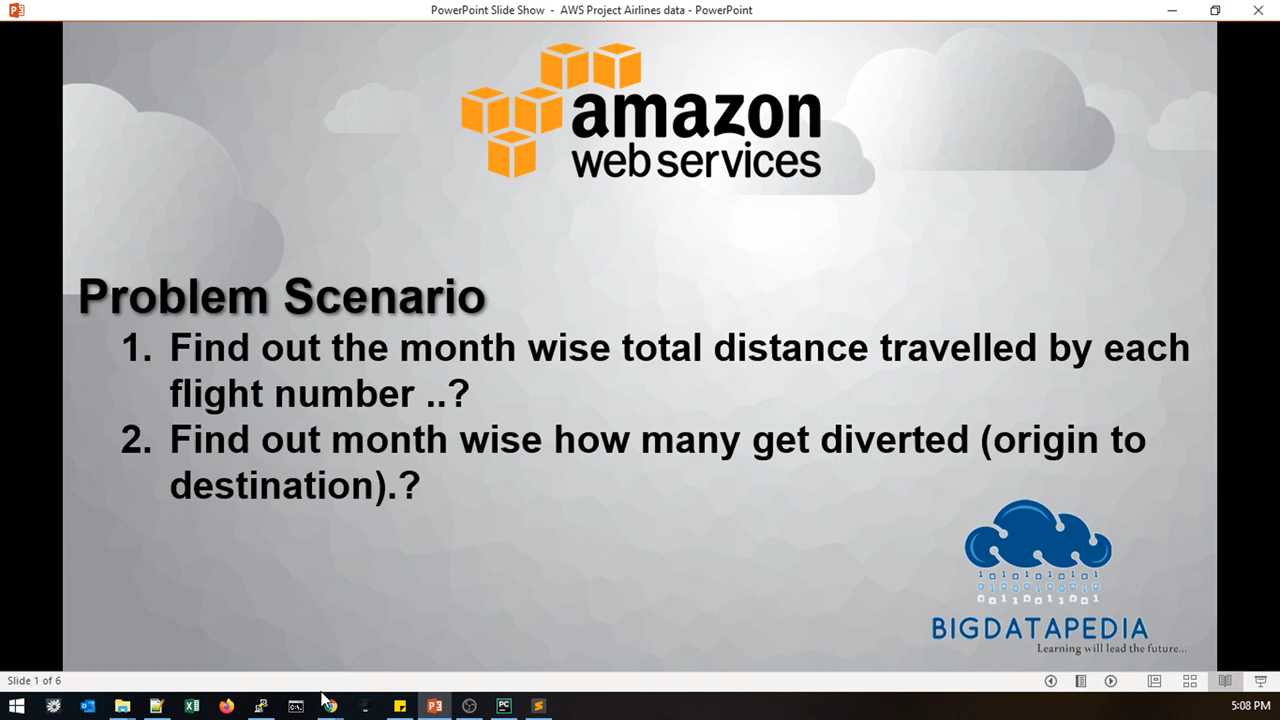 PowerPoint Slide Show - AWS Project Airlines data - PowerPoint
amazon
web services
Problem Scenario
1. Find out the month wise total distance travelled by each
flight number ..?
2. Find out month wise how many get diverted (origin to
destination).?
BIGDATAPEDIA
Learning will lead the future...
Slide 1 of 6
5:08 PM